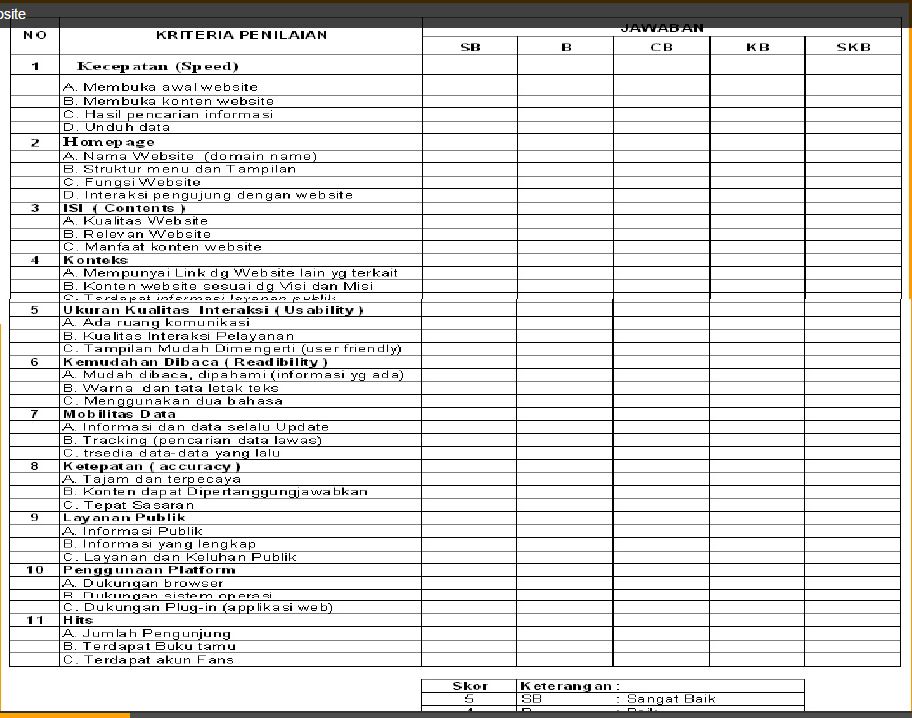 JAWABAN
NO KRITERIA PENILAIAN
SB B CB KB SKB
1 Kecepatan (Speed)
A. Membuka awal website
B. Membuka konten website
C. Hasil pencarian informasi
D. Unduh data
2 Homepage
A. Nama Website (domain name)
B. Struktur menu dan Tampilan
C. Fungsi Website
D. Interaksi pengujung dengan website
3 ISI ( Contents )
A. Kualitas Website
B. Relevan Website
C. Manfaat konten website
4 Konteks
A. Mempunyai Link dg Website lain yg terkait
B. Konten website sesuai dg Visi dan Misi
C. Terdapat informasi layanan publik
5 Ukuran Kualitas Interaksi ( Usability )
A. Ada ruang komunikasi
B. Kualitas Interaksi Pelayanan
C. Tampilan Mudah Dimengerti (user friendly)
6 Kemudahan Dibaca ( Readibility )
A. Mudah dibaca, dipahami (informasi yg ada)
B. Warna dan tata letak teks
C. Menggunakan dua bahasa
7 Mobilitas Data
A. Informasi dan data selalu Update
B. Tracking (pencarian data lawas)
C. trsedia data-data yang lalu
8 Ketepatan ( accuracy )
A. Tajam dan terpecaya
B. Konten dapat Dipertanggungjawabkan
C. Tepat Sasaran
9 Layanan Publik
A. Informasi Publik
B. Informasi yang lengkap
C. Layanan dan Keluhan Publik
10 Penggunaan Platform
A. Dukungan browser
B. Dukungan sistem operasi
C. Dukungan Plug-in (applikasi web)
11 Hits
A. Jumlah Pengunjung
B. Terdapat Buku tamu
C. Terdapat akun Fans
Skor Keterangan :
5 SB : Sangat Baik